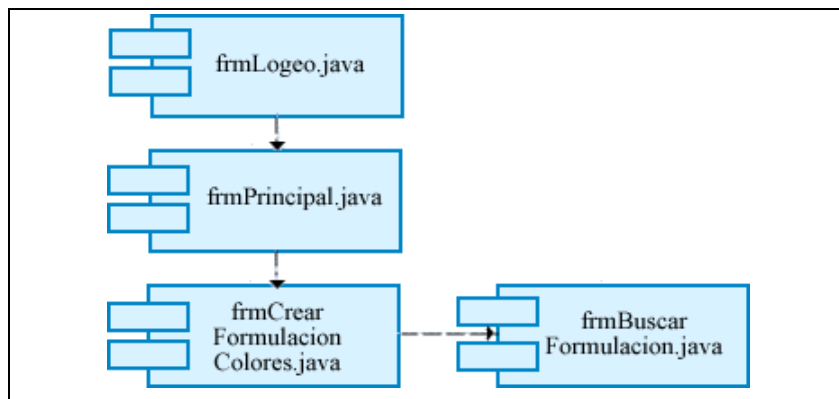 frmLogeo.java
frmPrincipal.java
frmCrear
Formulacion
Colores.java
frmBuscar
Formulacion.java